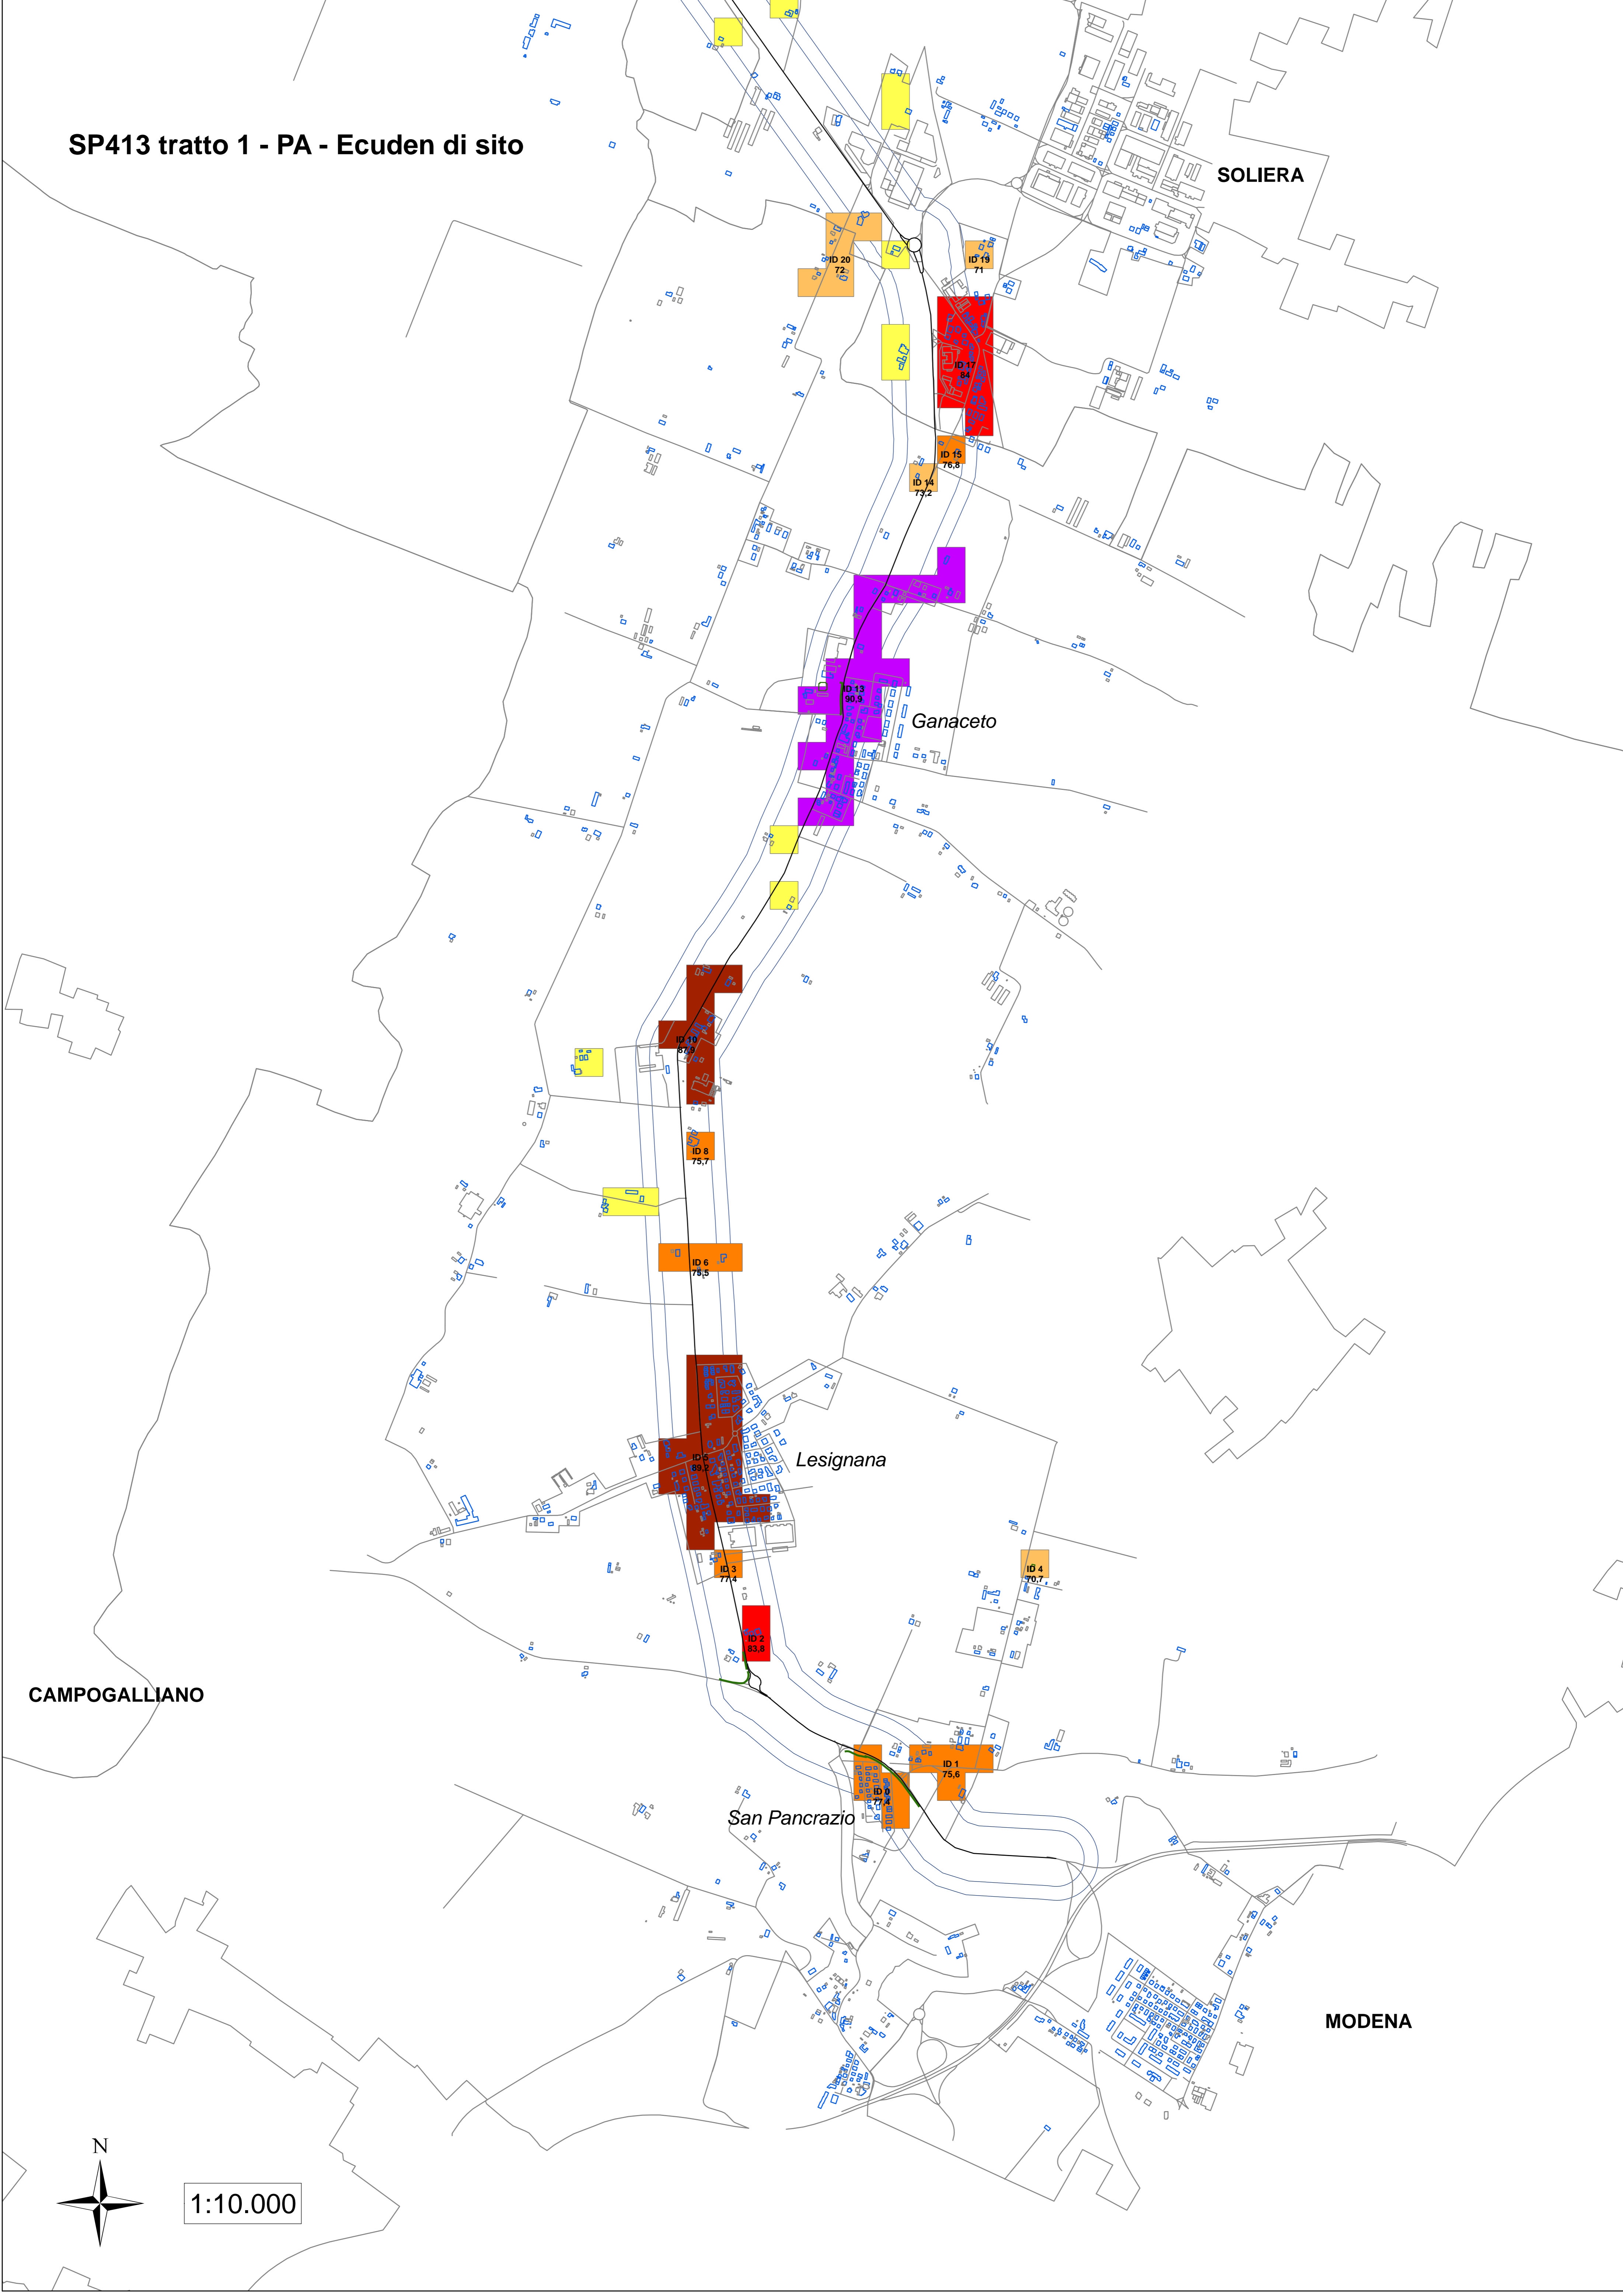 SP413 tratto 1 - PA - Ecuden di sito
SOLIERA
ID 20
72
ID 19
71
ID 17
84
ID 15
76,8
ID 14
73,2
ID 13
90,9
Ganaceto
ID 10
87,9
ID 8
75,7
ID 6
75,5
ID 5
89,2
Lesignana
ID 3
77,4
ID 4
70,7
ID 2
83,8
CAMPOGALLIANO
ID 1
75,6
ID 0
77,4
San Pancrazio
MODENA
N
1:10.000